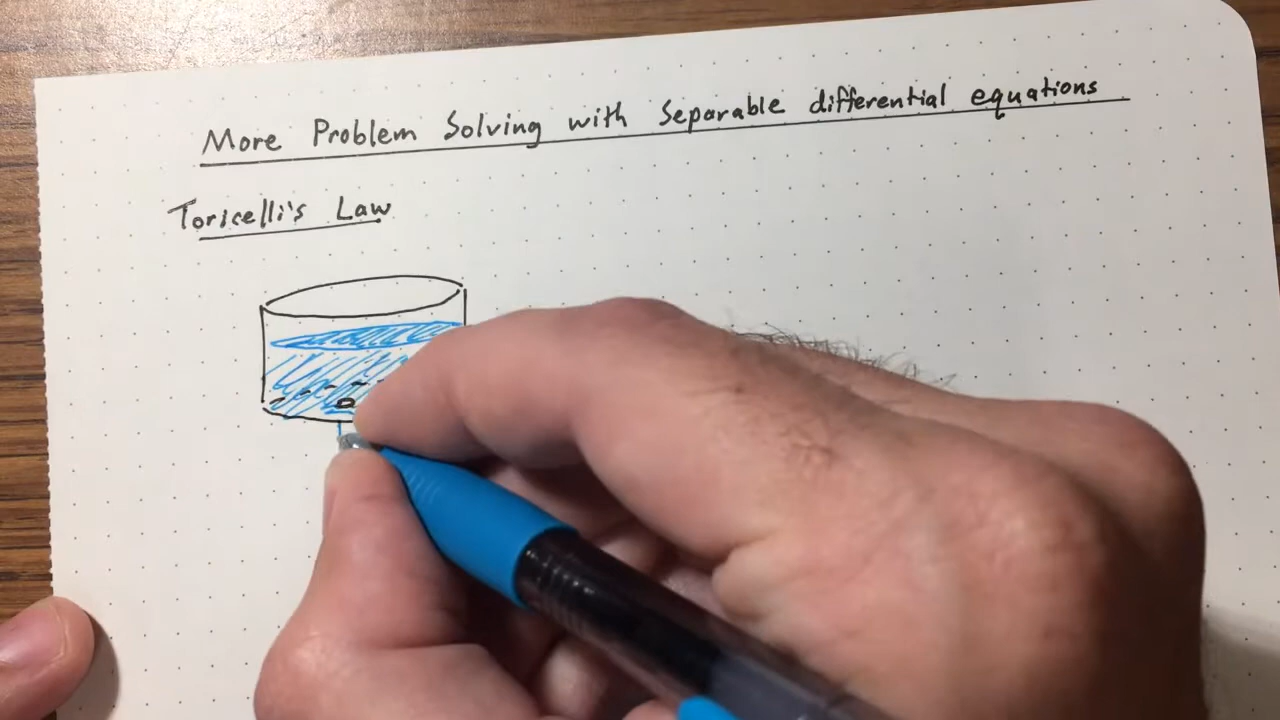 More Problem Solving with Separable differential equations
Toricelli's Law